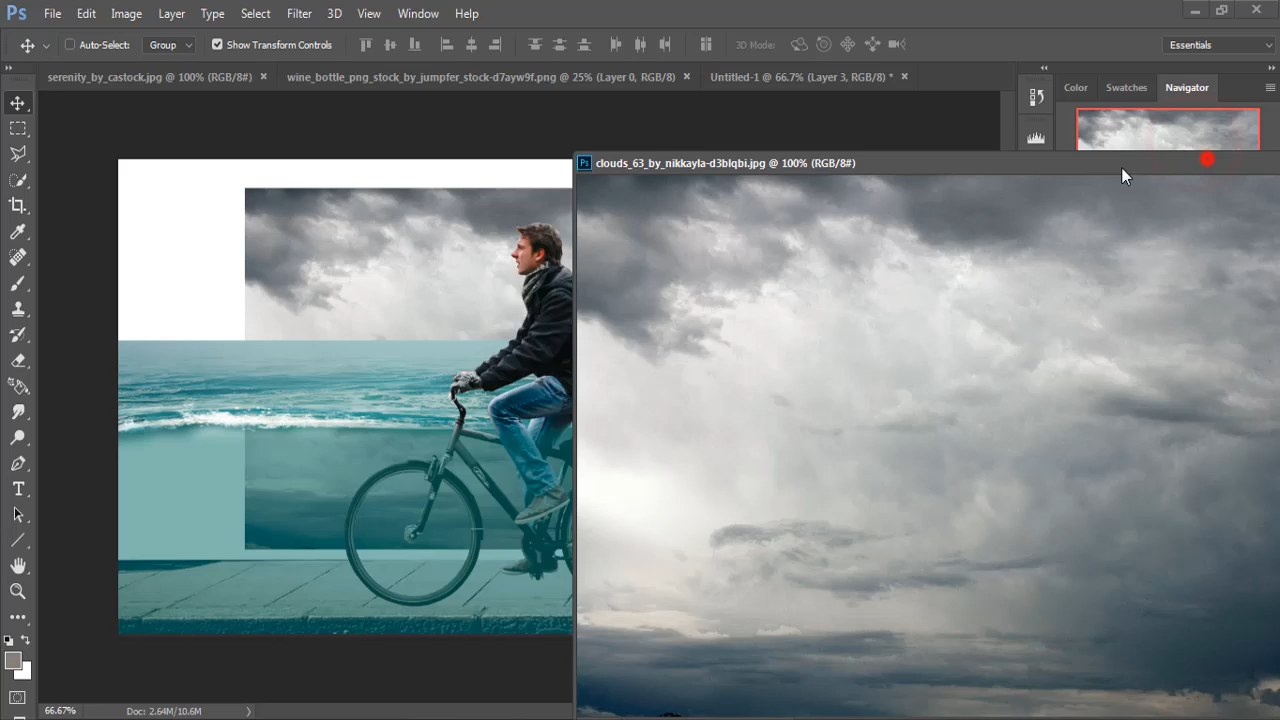 Ps File Edit Image Layer Type Select Filter 3D View Window Help
Auto-Select: Group Show Transform Controls 3D Mode: Essentials
serenity_by_castock.jpg @ 100% (RGB/8#) × wine_bottle_png_stock_by_jumpfer_stock-d7ayw9f.png @ 25% (Layer 0, RGB/8) × Untitled-1 @ 66.7% (Layer 3, RGB/8) * ×
Color Swatches Navigator
Ps clouds_63_by_nikkayla-d3blqbi.jpg @ 100% (RGB/8#)
66.67% Doc: 2.64M/10.6M